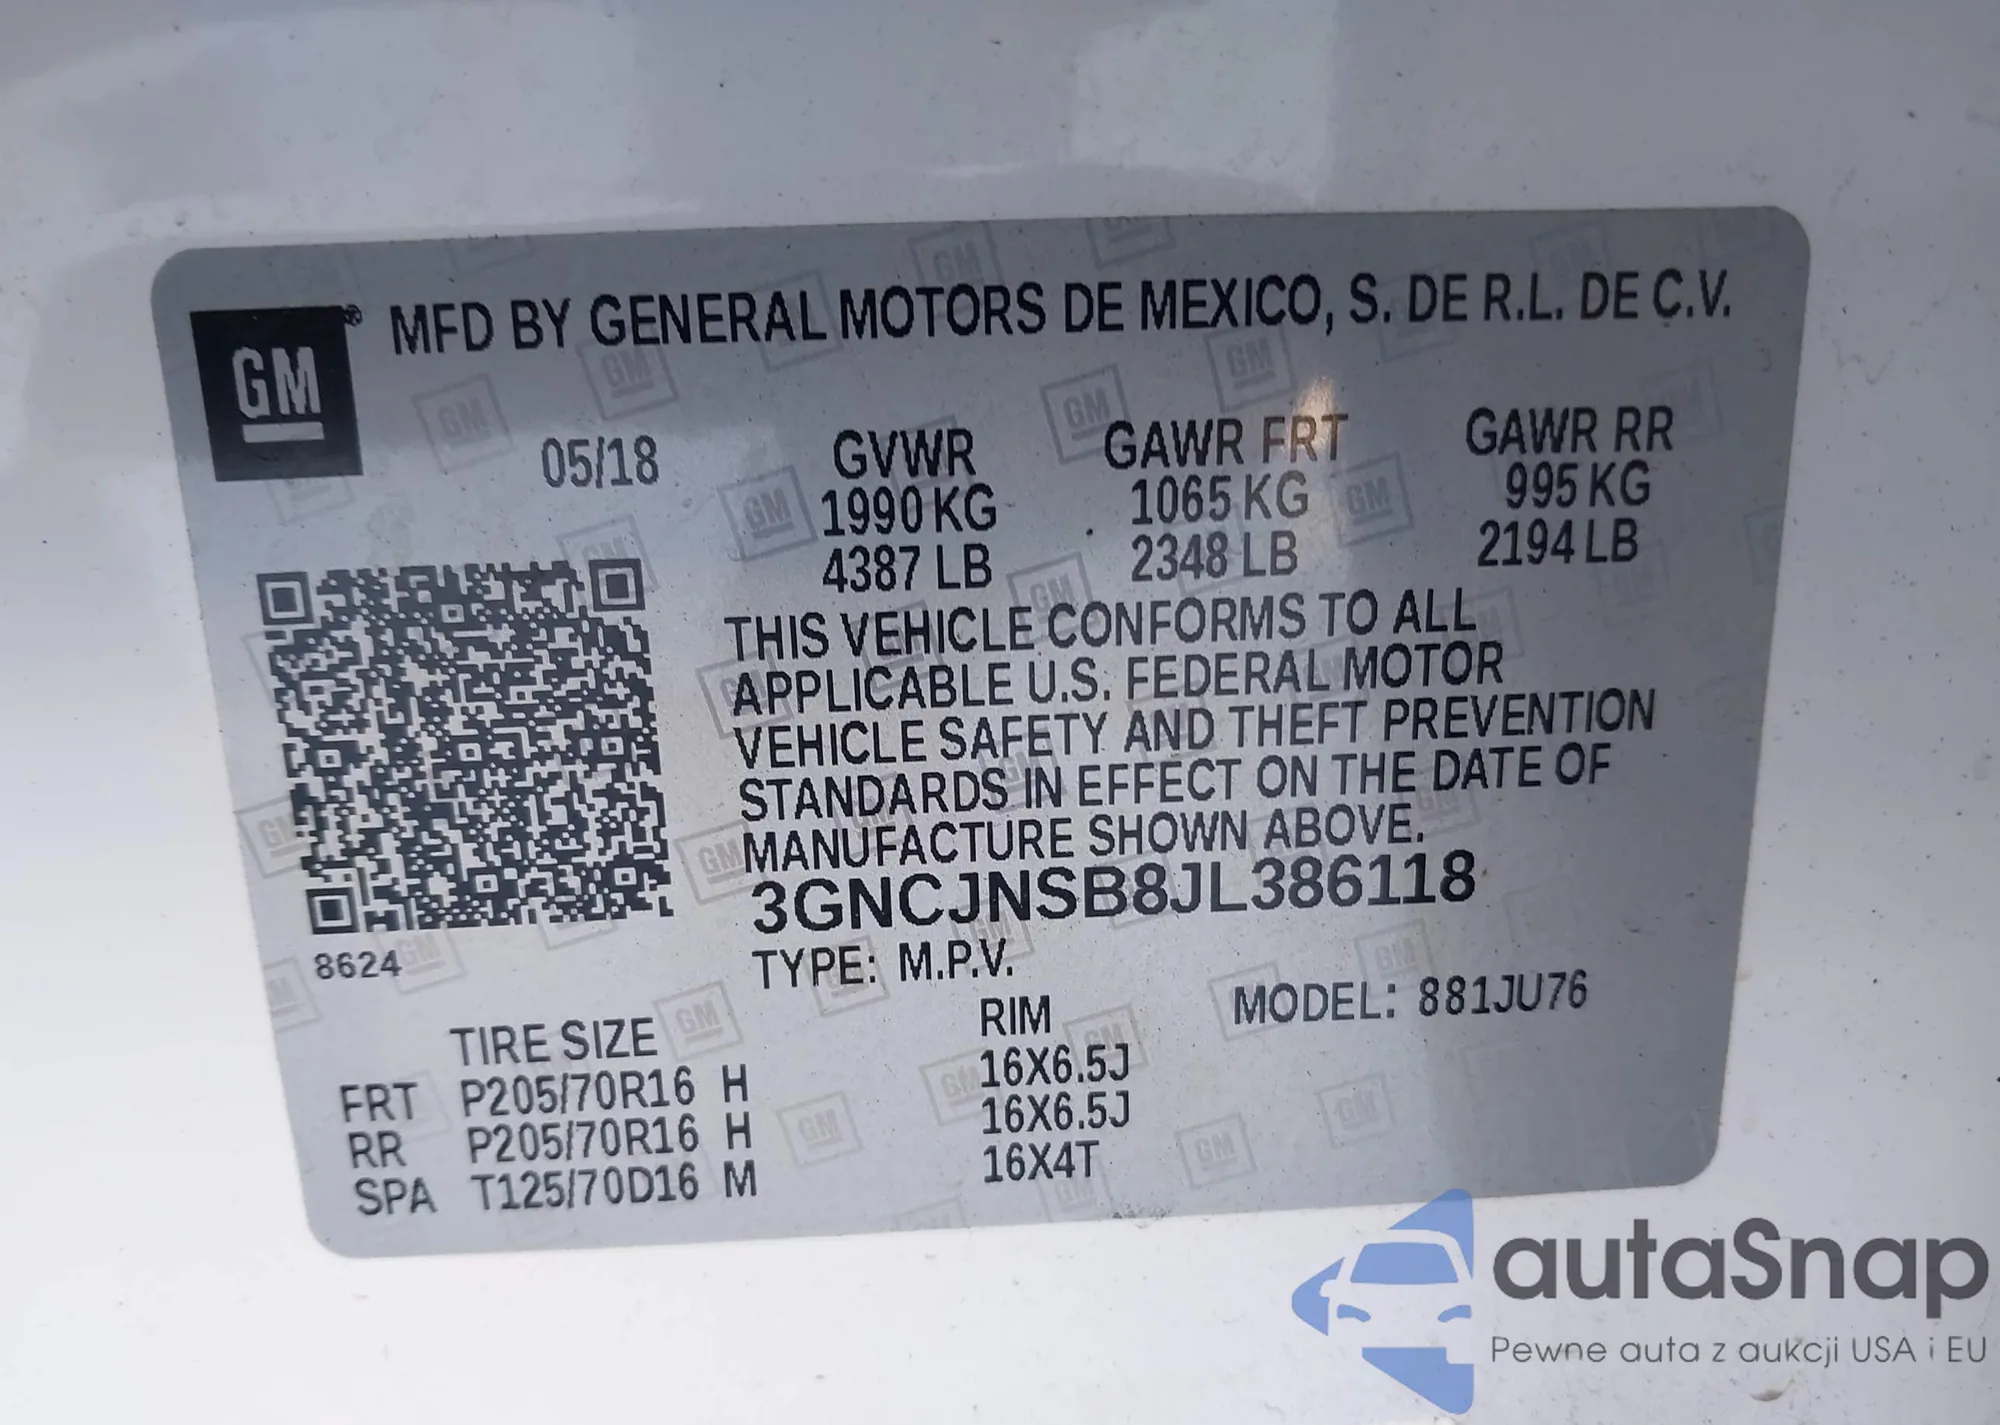 GM ® MFD BY GENERAL MOTORS DE MEXICO, S. DE R.L. DE C.V.
05/18 GVWR GAWR FRT GAWR RR
1990 KG 1065 KG 995 KG
4387 LB 2348 LB 2194 LB
THIS VEHICLE CONFORMS TO ALL
APPLICABLE U.S. FEDERAL MOTOR
VEHICLE SAFETY AND THEFT PREVENTION
STANDARDS IN EFFECT ON THE DATE OF
MANUFACTURE SHOWN ABOVE.
3GNCJNSB8JL386118
8624
TYPE: M.P.V.
MODEL: 881JU76
TIRE SIZE RIM
FRT P205/70R16 H 16X6.5J
RR P205/70R16 H 16X6.5J
SPA T125/70D16 M 16X4T
autaSnap
Pewne auta z aukcji USA i EU